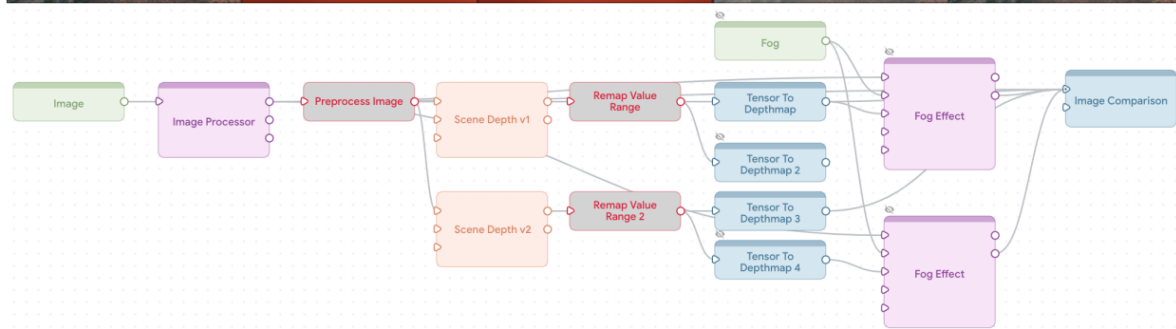 Fog
Image
Image Processor
Preprocess Image
Scene Depth v1
Remap Value
Range
Tensor To
Depthmap
Fog Effect
Image Comparison
Tensor To
Depthmap 2
Scene Depth v2
Remap Value
Range 2
Tensor To
Depthmap 3
Tensor To
Depthmap 4
Fog Effect